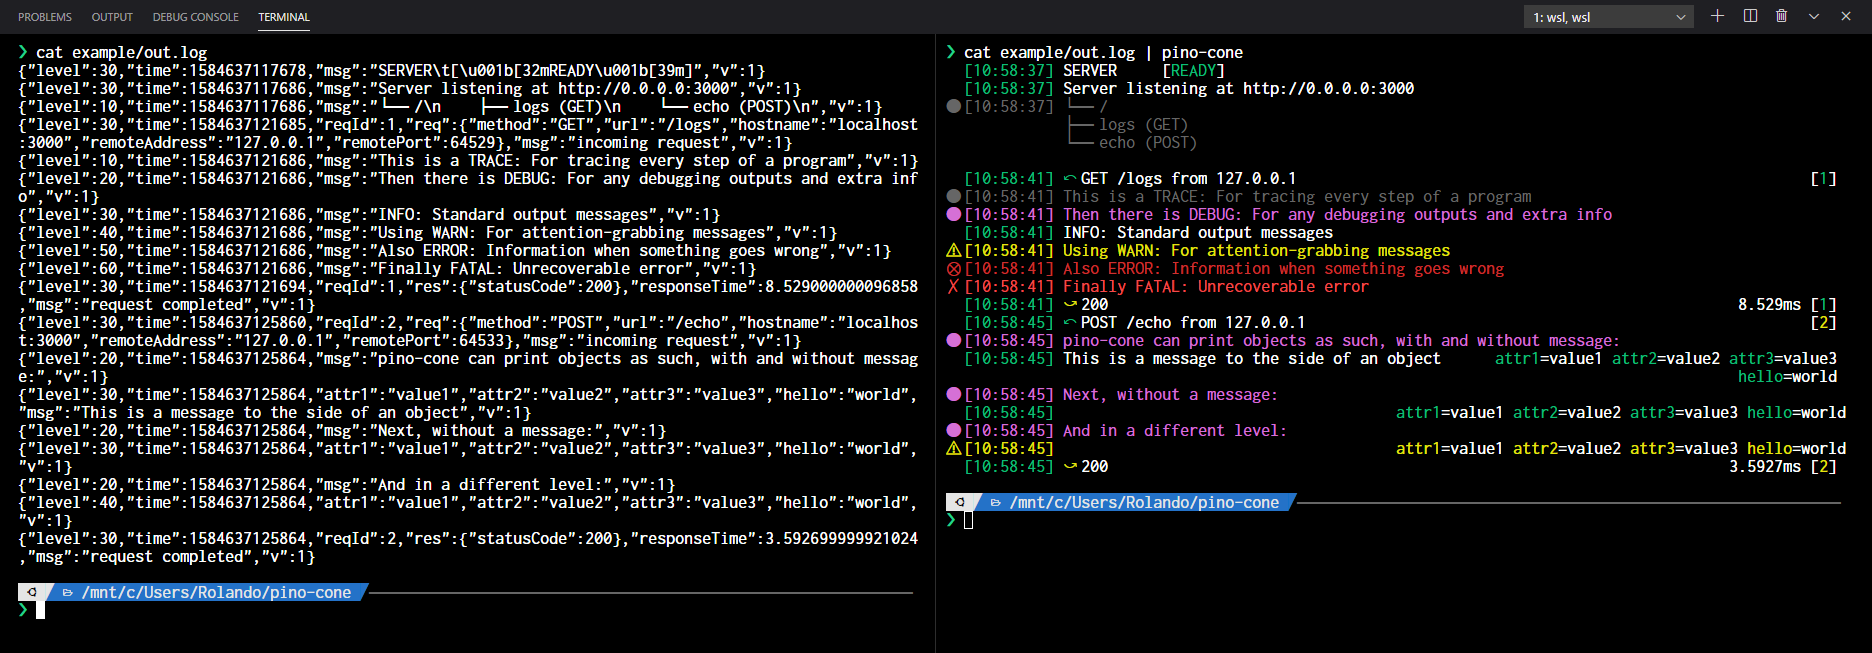 PROBLEMS OUTPUT DEBUG CONSOLE TERMINAL
1: wsl, wsl
❯ cat example/out.log
{"level":30,"time":1584637117678,"msg":"SERVER\t[\u001b[32mREADY\u001b[39m]","v":1}
{"level":30,"time":1584637117686,"msg":"Server listening at http://0.0.0.0:3000","v":1}
{"level":10,"time":1584637117686,"msg":"└── /\n    ├── logs (GET)\n    └── echo (POST)\n","v":1}
{"level":30,"time":1584637121685,"reqId":1,"req":{"method":"GET","url":"/logs","hostname":"localhost
:3000","remoteAddress":"127.0.0.1","remotePort":64529},"msg":"incoming request","v":1}
{"level":10,"time":1584637121686,"msg":"This is a TRACE: For tracing every step of a program","v":1}
{"level":20,"time":1584637121686,"msg":"Then there is DEBUG: For any debugging outputs and extra inf
o","v":1}
{"level":30,"time":1584637121686,"msg":"INFO: Standard output messages","v":1}
{"level":40,"time":1584637121686,"msg":"Using WARN: For attention-grabbing messages","v":1}
{"level":50,"time":1584637121686,"msg":"Also ERROR: Information when something goes wrong","v":1}
{"level":60,"time":1584637121686,"msg":"Finally FATAL: Unrecoverable error","v":1}
{"level":30,"time":1584637121694,"reqId":1,"res":{"statusCode":200},"responseTime":8.529000000096858
,"msg":"request completed","v":1}
{"level":30,"time":1584637125860,"reqId":2,"req":{"method":"POST","url":"/echo","hostname":"localhos
t:3000","remoteAddress":"127.0.0.1","remotePort":64533},"msg":"incoming request","v":1}
{"level":20,"time":1584637125864,"msg":"pino-cone can print objects as such, with and without messag
e:","v":1}
{"level":30,"time":1584637125864,"attr1":"value1","attr2":"value2","attr3":"value3","hello":"world",
"msg":"This is a message to the side of an object","v":1}
{"level":20,"time":1584637125864,"msg":"Next, without a message:","v":1}
{"level":30,"time":1584637125864,"attr1":"value1","attr2":"value2","attr3":"value3","hello":"world",
"v":1}
{"level":20,"time":1584637125864,"msg":"And in a different level:","v":1}
{"level":40,"time":1584637125864,"attr1":"value1","attr2":"value2","attr3":"value3","hello":"world",
"v":1}
{"level":30,"time":1584637125864,"reqId":2,"res":{"statusCode":200},"responseTime":3.592699999921024
,"msg":"request completed","v":1}
/mnt/c/Users/Rolando/pino-cone
❯
❯ cat example/out.log | pino-cone
[10:58:37] SERVER [READY]
[10:58:37] Server listening at http://0.0.0.0:3000
[10:58:37] └── /
├── logs (GET)
└── echo (POST)
[10:58:41] GET /logs from 127.0.0.1 [1]
[10:58:41] This is a TRACE: For tracing every step of a program
[10:58:41] Then there is DEBUG: For any debugging outputs and extra info
[10:58:41] INFO: Standard output messages
⚠[10:58:41] Using WARN: For attention-grabbing messages
[10:58:41] Also ERROR: Information when something goes wrong
✗[10:58:41] Finally FATAL: Unrecoverable error
[10:58:41] 200 8.529ms [1]
[10:58:45] POST /echo from 127.0.0.1 [2]
[10:58:45] pino-cone can print objects as such, with and without message:
[10:58:45] This is a message to the side of an object attr1=value1 attr2=value2 attr3=value3
hello=world
[10:58:45] Next, without a message:
[10:58:45] attr1=value1 attr2=value2 attr3=value3 hello=world
[10:58:45] And in a different level:
⚠[10:58:45] attr1=value1 attr2=value2 attr3=value3 hello=world
[10:58:45] 200 3.5927ms [2]
/mnt/c/Users/Rolando/pino-cone
❯